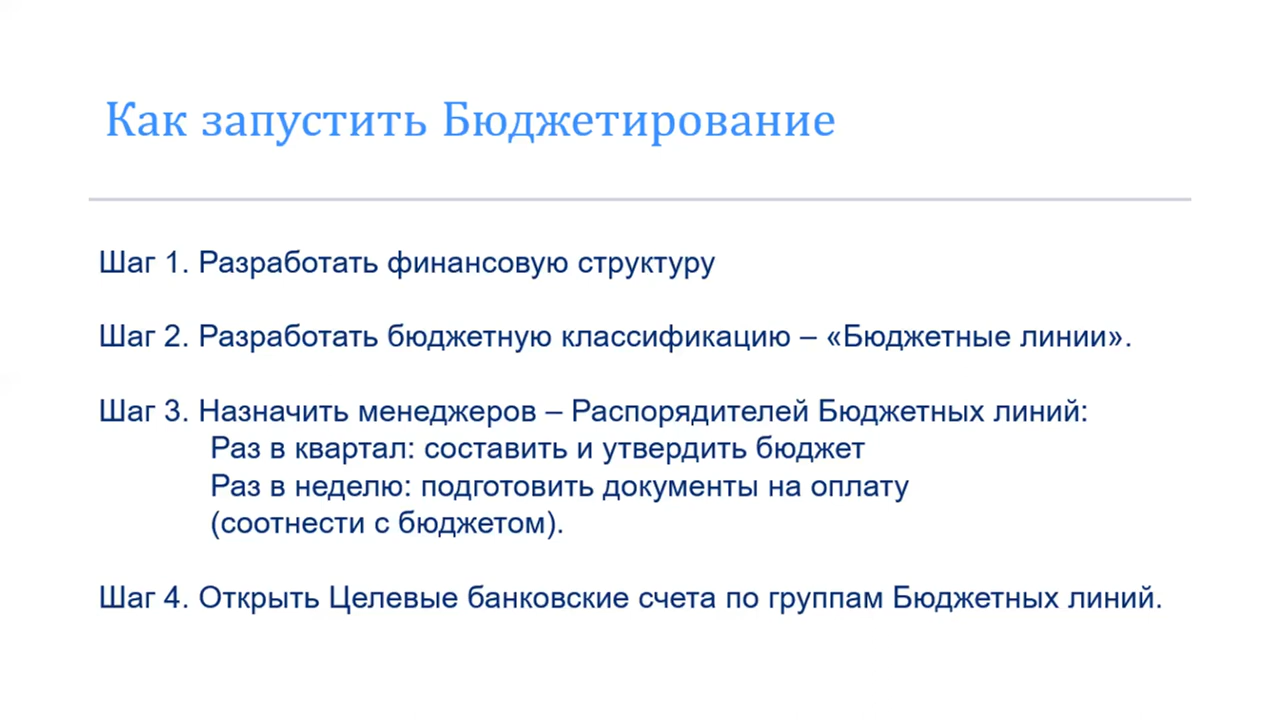 Как запустить Бюджетирование
Шаг 1. Разработать финансовую структуру
Шаг 2. Разработать бюджетную классификацию – «Бюджетные линии».
Шаг 3. Назначить менеджеров – Распорядителей Бюджетных линий:
Раз в квартал: составить и утвердить бюджет
Раз в неделю: подготовить документы на оплату
(соотнести с бюджетом).
Шаг 4. Открыть Целевые банковские счета по группам Бюджетных линий.